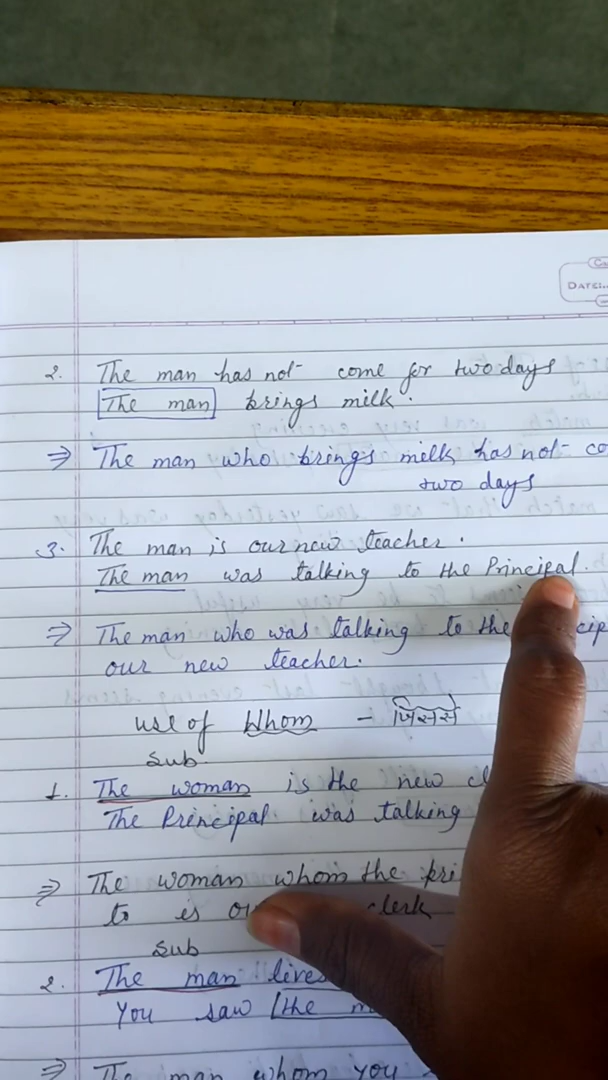 DATE:
2. The man has not come for two days
The man brings milk.
⇒ The man who brings milk has not
two days
3. The man is our new teacher.
The man was talking to the Principal.
⇒ The man who was talking to the
our new teacher.
use of Whom - जिससे
Sub
1. The woman is the new
The Principal was talking
⇒ The woman whom the
to is clerk
Sub
2. The man lives
You saw the
⇒ The man whom you